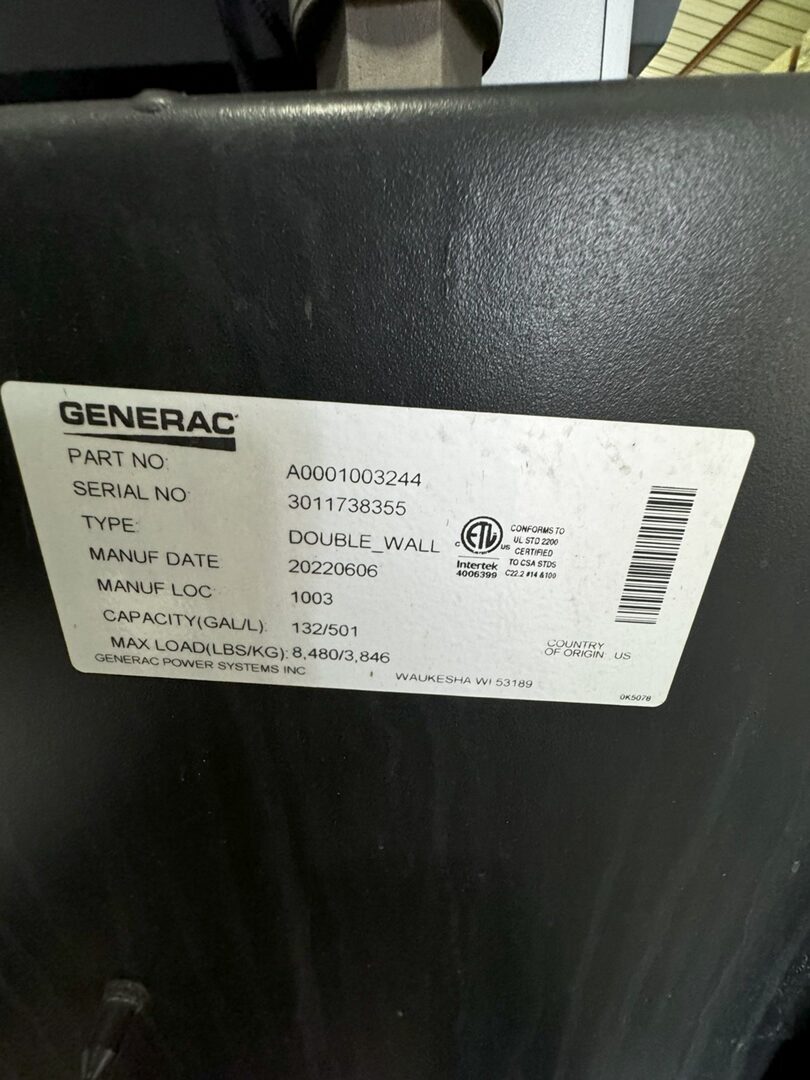 GENERAC
PART NO: A0001003244
SERIAL NO: 3011738355
TYPE: DOUBLE_WALL
MANUF DATE 20220606
MANUF LOC 1003
CAPACITY(GAL/L): 132/501
MAX LOAD(LBS/KG): 8,480/3,846
GENERAC POWER SYSTEMS INC WAUKESHA WI 53189
C ETL US
Intertek
4006399
CONFORMS TO
UL STD 2200
CERTIFIED
TO CSA STDS
C22.2 #14 &100
COUNTRY
OF ORIGIN US
0K5078